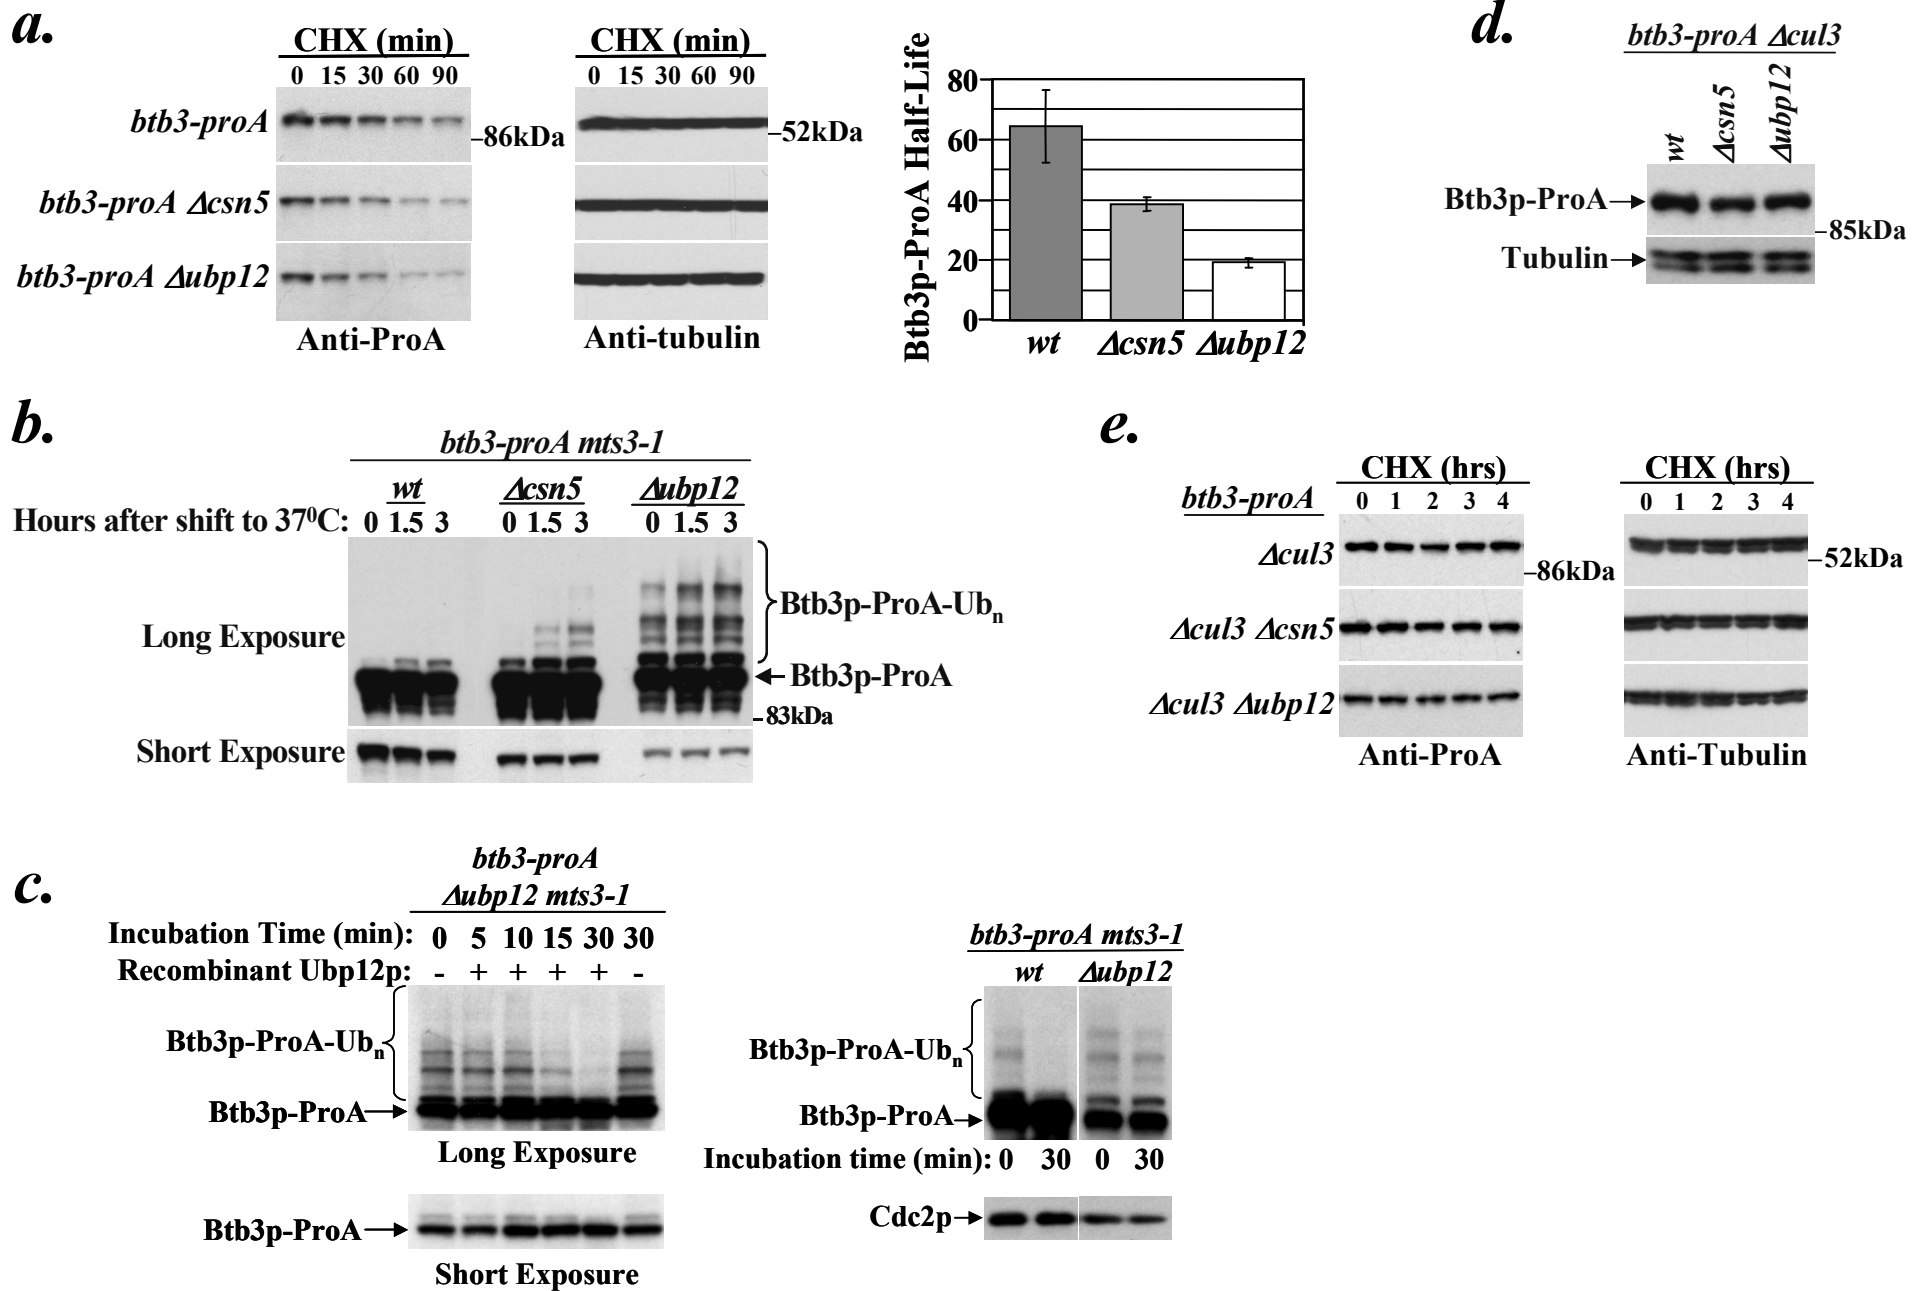 a.
CHX (min)
0 15 30 60 90
btb3-proA
btb3-proA Δcsn5
btb3-proA Δubp12
–86kDa
Anti-ProA
CHX (min)
0 15 30 60 90
–52kDa
Anti-tubulin
Btb3p-ProA Half-Life
80
60
40
20
0
wt Δcsn5 Δubp12
d.
btb3-proA Δcul3
wt Δcsn5 Δubp12
Btb3p-ProA
–85kDa
Tubulin
b.
btb3-proA mts3-1
wt Δcsn5 Δubp12
Hours after shift to 37⁰C: 0 1.5 3 0 1.5 3 0 1.5 3
Long Exposure
Btb3p-ProA-Ubn
Btb3p-ProA
–83kDa
Short Exposure
e.
CHX (hrs)
btb3-proA 0 1 2 3 4
Δcul3
Δcul3 Δcsn5
Δcul3 Δubp12
–86kDa
Anti-ProA
CHX (hrs)
0 1 2 3 4
–52kDa
Anti-Tubulin
c.
btb3-proA
Δubp12 mts3-1
Incubation Time (min): 0 5 10 15 30 30
Recombinant Ubp12p: - + + + + -
Btb3p-ProA-Ubn
Btb3p-ProA
Long Exposure
Btb3p-ProA
Short Exposure
btb3-proA mts3-1
wt Δubp12
Btb3p-ProA-Ubn
Btb3p-ProA
Incubation time (min): 0 30 0 30
Cdc2p